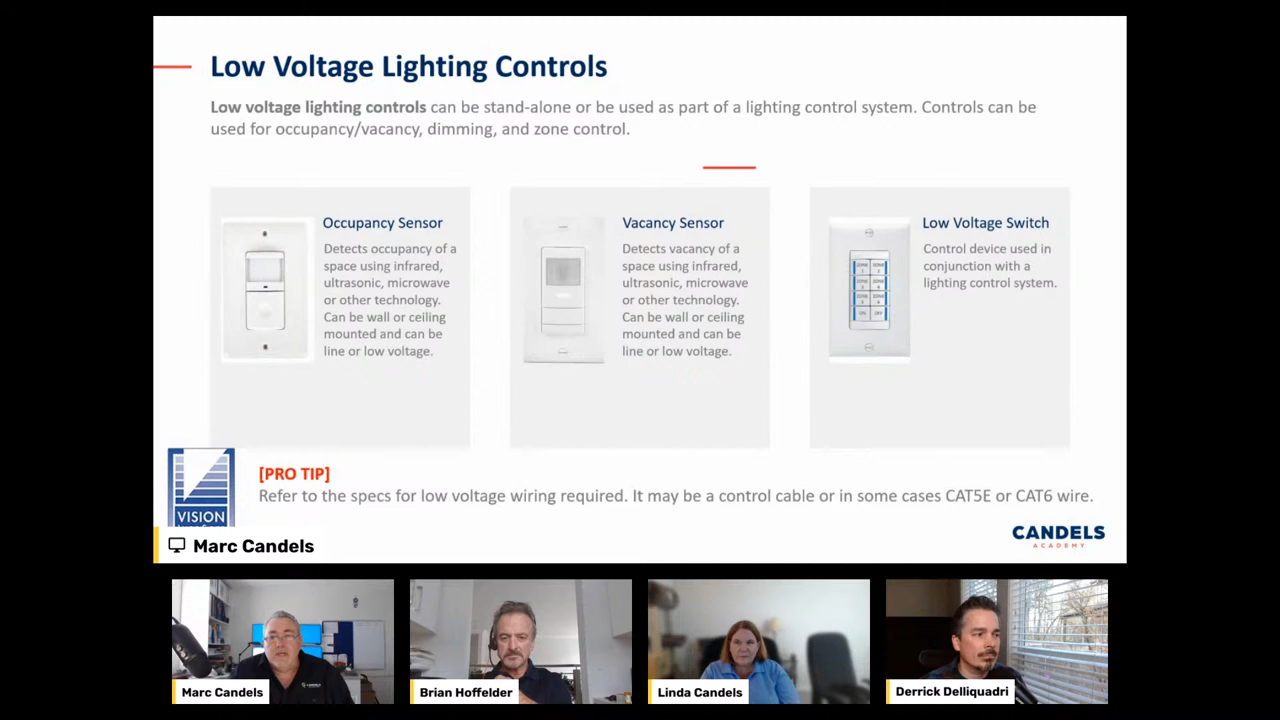 Low Voltage Lighting Controls
Low voltage lighting controls can be stand-alone or be used as part of a lighting control system. Controls can be
used for occupancy/vacancy, dimming, and zone control.
Occupancy Sensor
Detects occupancy of a
space using infrared,
ultrasonic, microwave
or other technology.
Can be wall or ceiling
mounted and can be
line or low voltage.
Vacancy Sensor
Detects vacancy of a
space using infrared,
ultrasonic, microwave
or other technology.
Can be wall or ceiling
mounted and can be
line or low voltage.
Low Voltage Switch
Control device used in
conjunction with a
lighting control system.
[PRO TIP]
Refer to the specs for low voltage wiring required. It may be a control cable or in some cases CAT5E or CAT6 wire.
VISION
Marc Candels
CANDELS
ACADEMY
Marc Candels
Brian Hoffelder
Linda Candels
Derrick Delliquadri